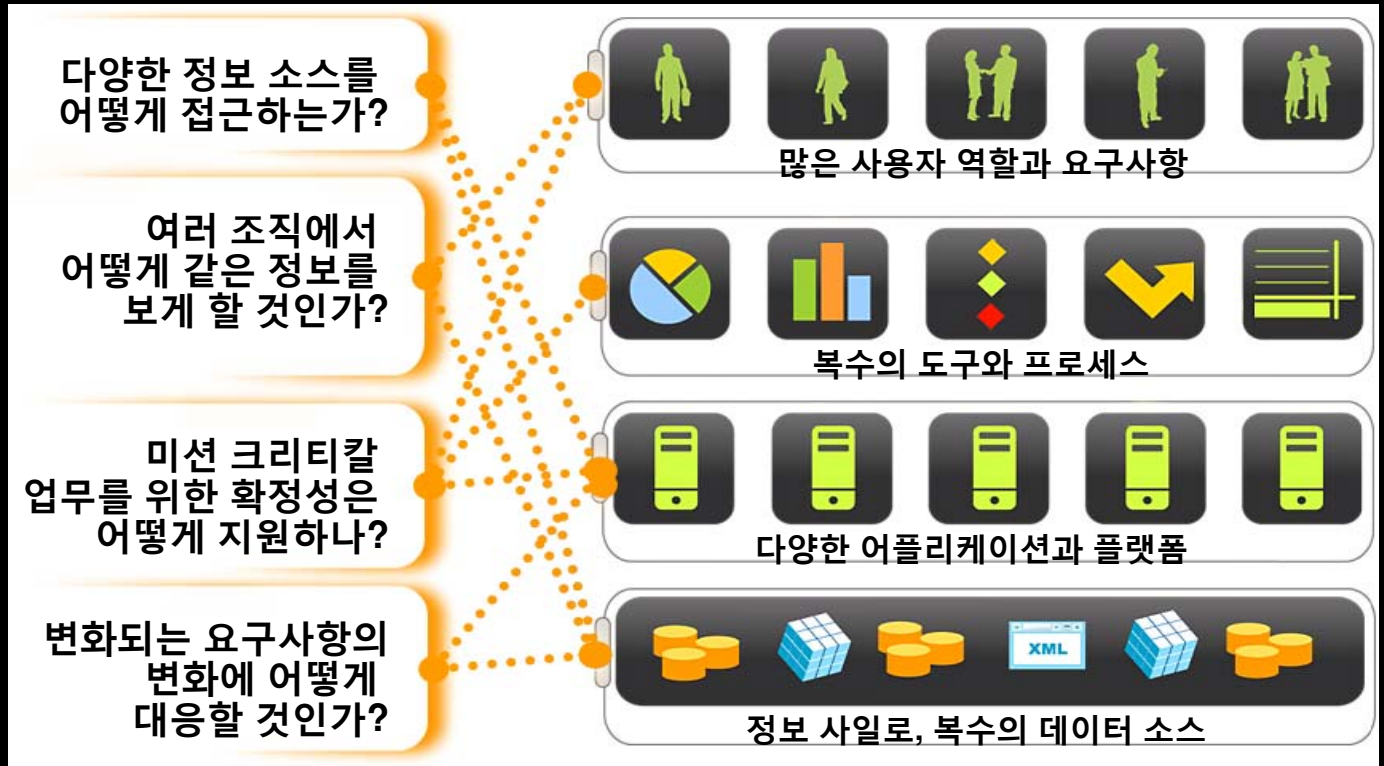 다양한 정보 소스를
어떻게 접근하는가?
여러 조직에서
어떻게 같은 정보를
보게 할 것인가?
미션 크리티칼
업무를 위한 확정성은
어떻게 지원하나?
변화되는 요구사항의
변화에 어떻게
대응할 것인가?
많은 사용자 역할과 요구사항
복수의 도구와 프로세스
다양한 어플리케이션과 플랫폼
XML
정보 사일로, 복수의 데이터 소스